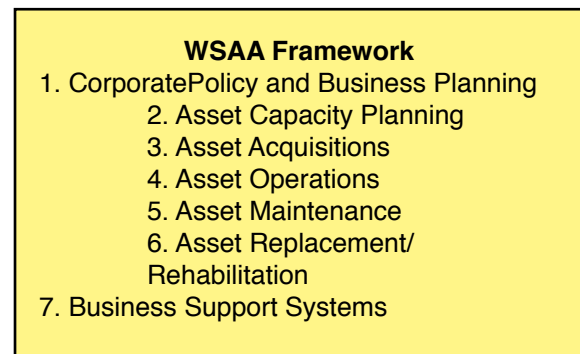 WSAA Framework
1. CorporatePolicy and Business Planning
2. Asset Capacity Planning
3. Asset Acquisitions
4. Asset Operations
5. Asset Maintenance
6. Asset Replacement/
Rehabilitation
7. Business Support Systems